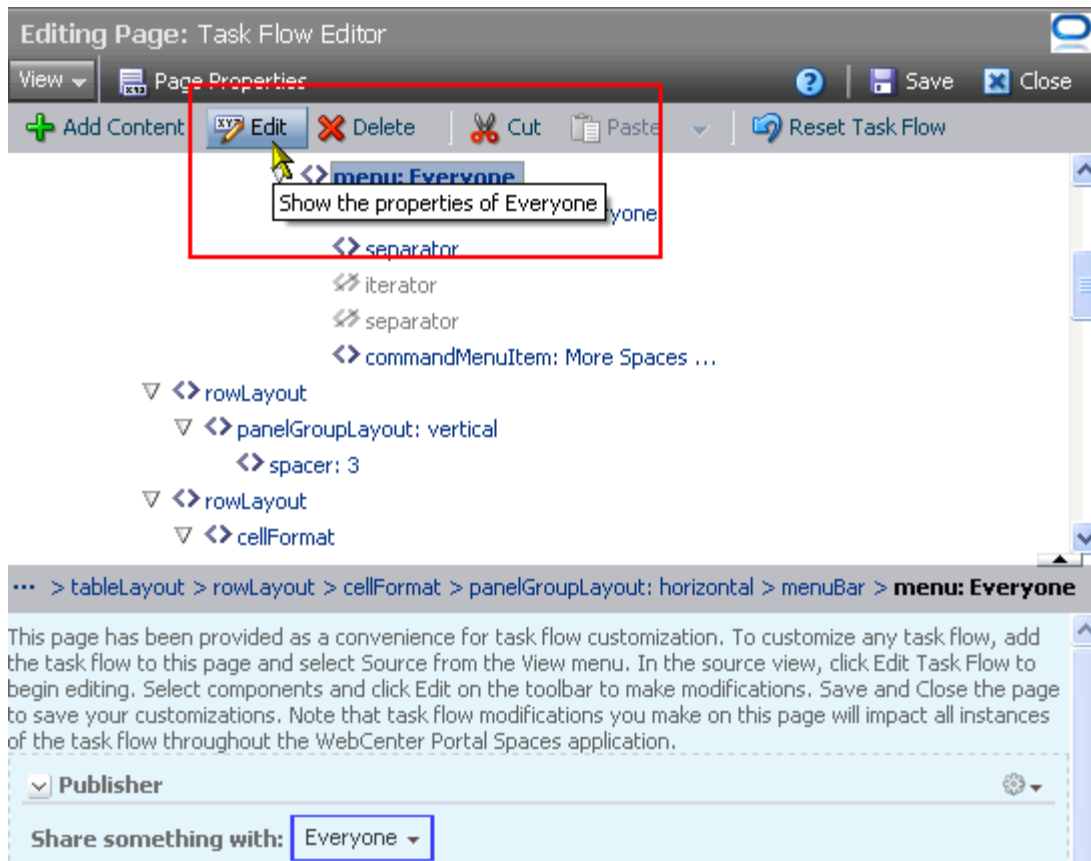 Editing Page: Task Flow Editor
View Page Properties Save Close
Add Content Edit Delete Cut Paste Reset Task Flow
menu: Everyone
Show the properties of Everyone yone
separator
iterator
separator
commandMenuItem: More Spaces ...
rowLayout
panelGroupLayout: vertical
spacer: 3
rowLayout
cellFormat
... > tableLayout > rowLayout > cellFormat > panelGroupLayout: horizontal > menuBar > menu: Everyone
This page has been provided as a convenience for task flow customization. To customize any task flow, add
the task flow to this page and select Source from the View menu. In the source view, click Edit Task Flow to
begin editing. Select components and click Edit on the toolbar to make modifications. Save and Close the page
to save your customizations. Note that task flow modifications you make on this page will impact all instances
of the task flow throughout the WebCenter Portal Spaces application.
Publisher
Share something with: Everyone